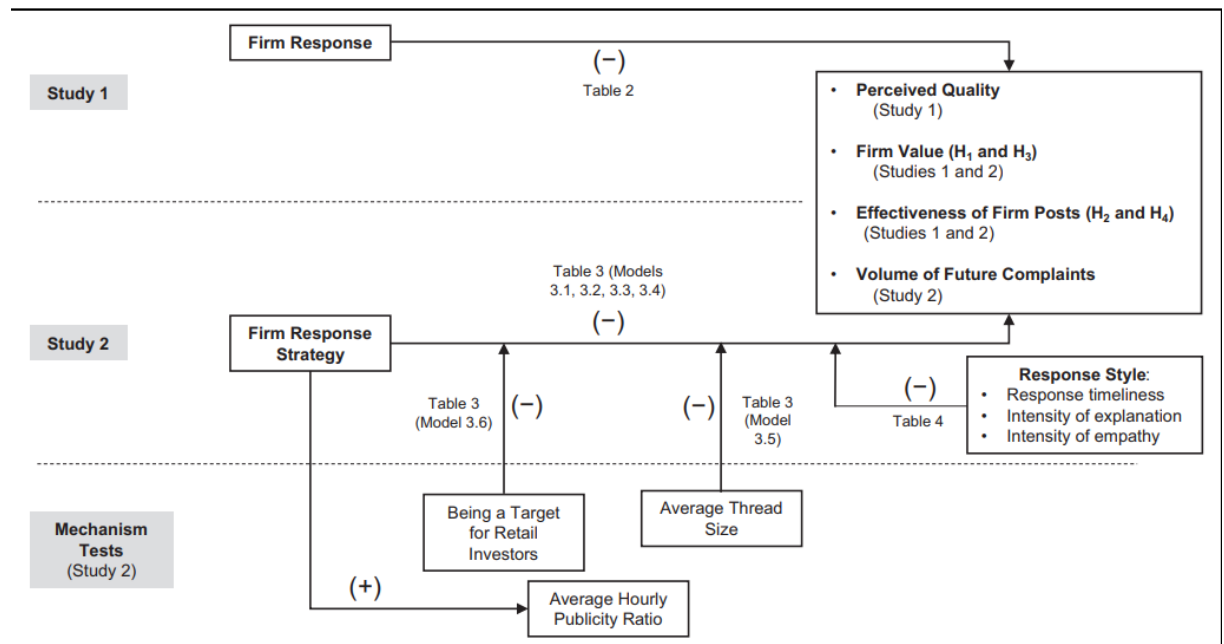 Firm Response
(−)
Table 2
Study 1
• Perceived Quality
(Study 1)
• Firm Value (H1 and H3)
(Studies 1 and 2)
• Effectiveness of Firm Posts (H2 and H4)
(Studies 1 and 2)
• Volume of Future Complaints
(Study 2)
Table 3 (Models
3.1, 3.2, 3.3, 3.4)
(−)
Study 2
Firm Response
Strategy
Table 3
(Model 3.6)
(−)
(−)
Table 3
(Model
3.5)
(−)
Table 4
Response Style:
• Response timeliness
• Intensity of explanation
• Intensity of empathy
Mechanism
Tests
(Study 2)
Being a Target
for Retail
Investors
Average Thread
Size
(+)
Average Hourly
Publicity Ratio